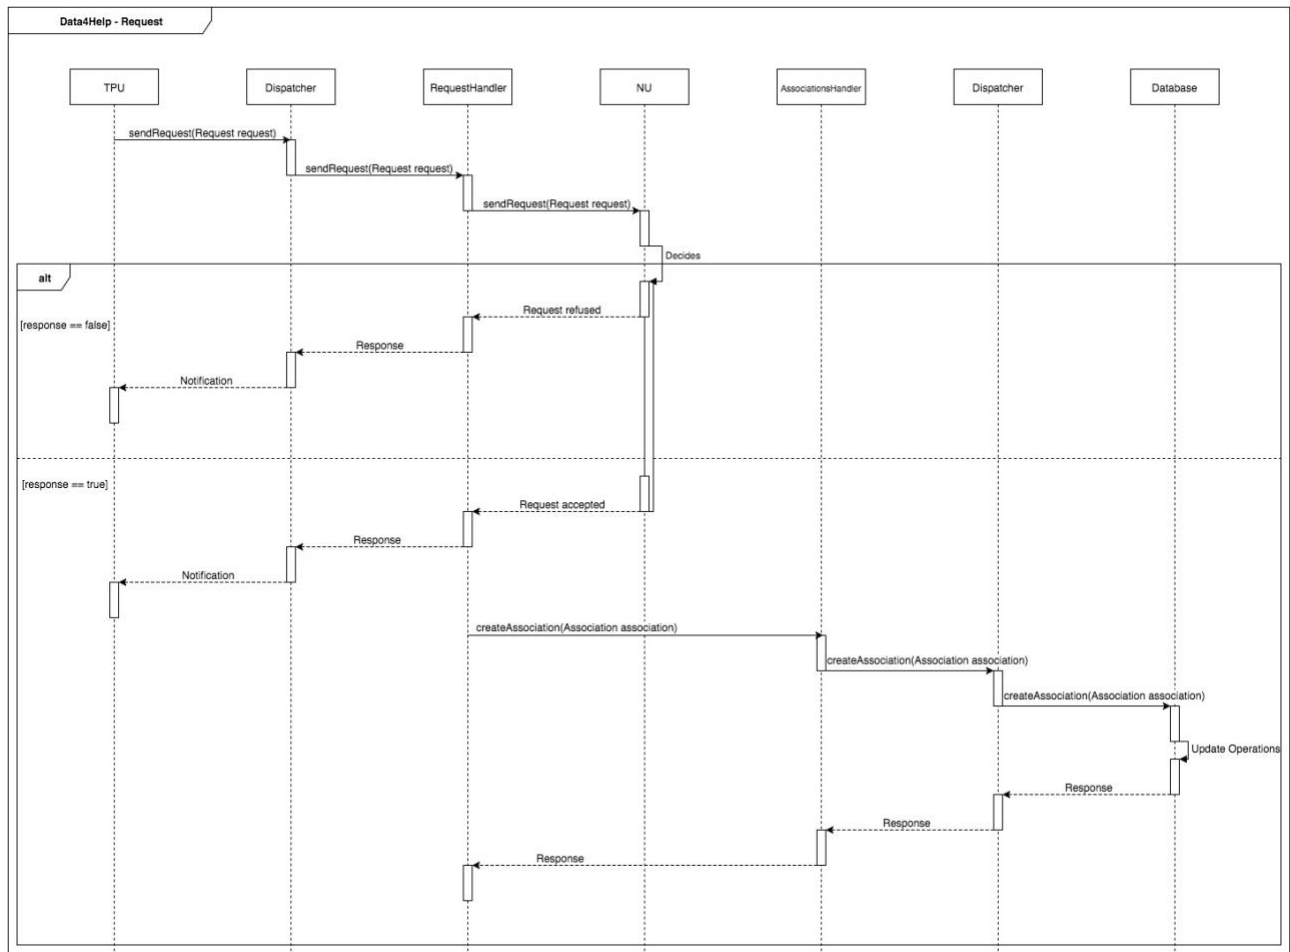 Data4Help - Request
TPU
Dispatcher
RequestHandler
NU
AssociationsHandler
Dispatcher
Database
sendRequest(Request request)
sendRequest(Request request)
sendRequest(Request request)
Decides
alt
Request refused
[response == false]
Response
Notification
[response == true]
Request accepted
Response
Notification
createAssociation(Association association)
createAssociation(Association association)
createAssociation(Association association)
Update Operations
Response
Response
Response